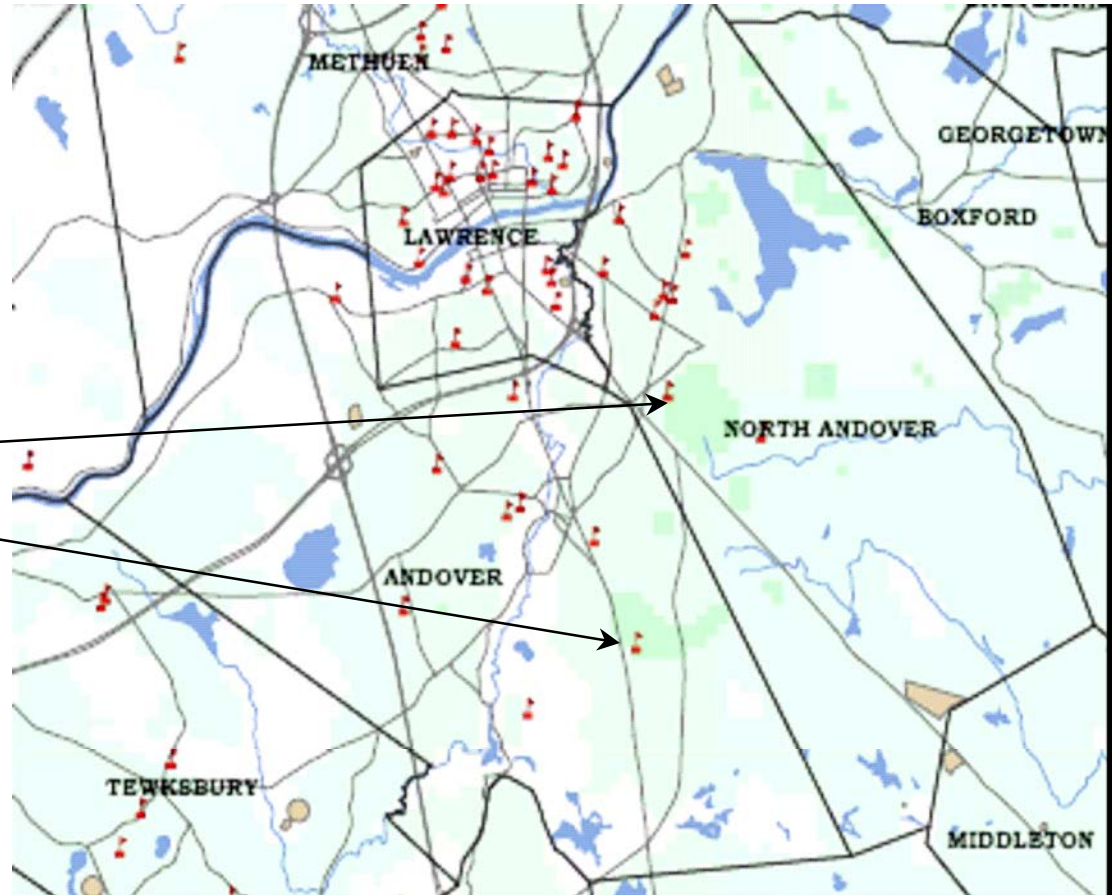 METHUEN
GEORGETOWN
BOXFORD
LAWRENCE
NORTH ANDOVER
ANDOVER
TEWKSBURY
MIDDLETON